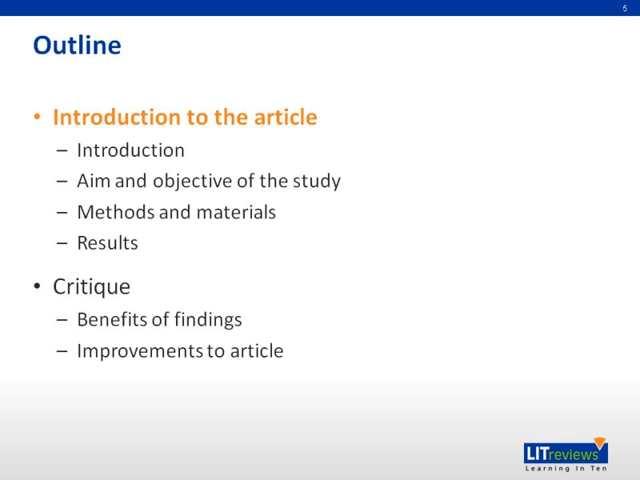 5
Outline
• Introduction to the article
– Introduction
– Aim and objective of the study
– Methods and materials
– Results
• Critique
– Benefits of findings
– Improvements to article
LITreviews
Learning In Ten